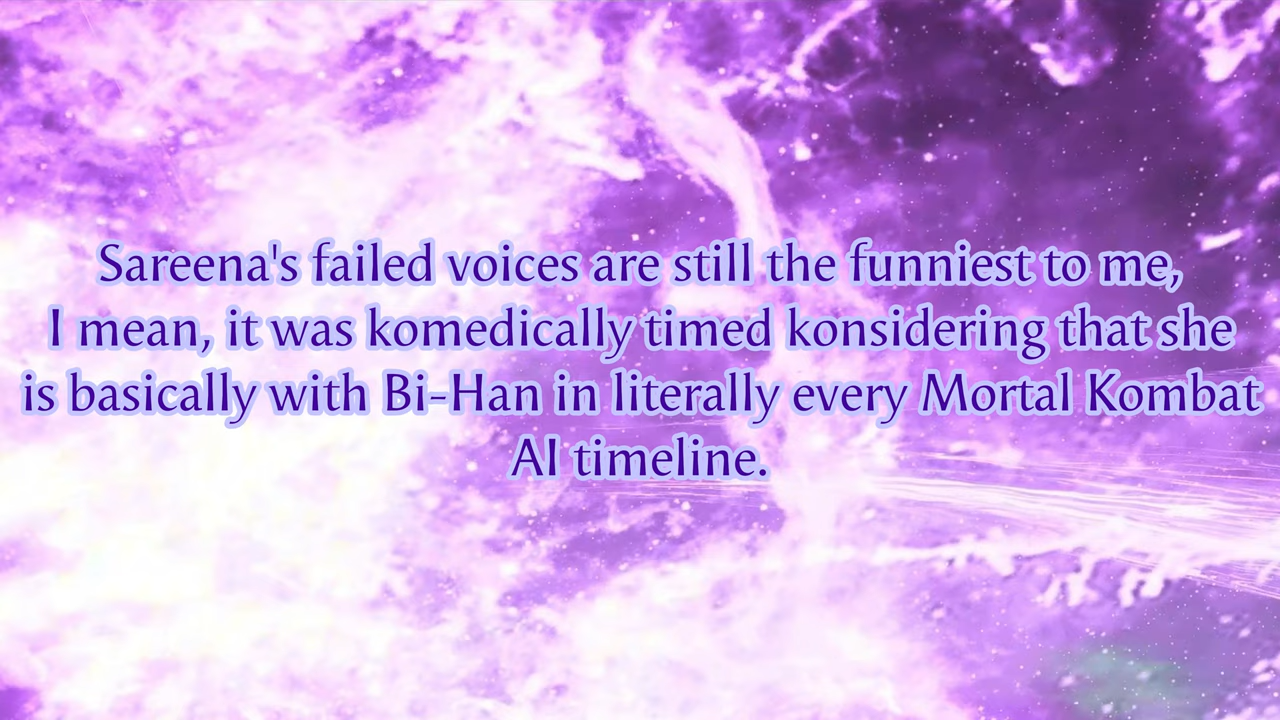 Sareena's failed voices are still the funniest to me,
I mean, it was komedically timed konsidering that she
is basically with Bi-Han in literally every Mortal Kombat
AI timeline.